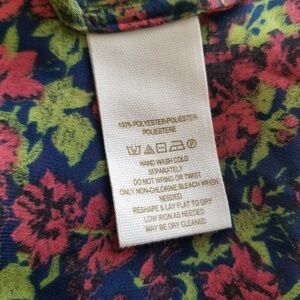 100% POLYESTER-POLIÉSTER-
POLIESTERE
HAND WASH COLD
SEPARATELY
DO NOT WRING OR TWIST
ONLY NON-CHLORINE BLEACH WHEN
NEEDED
RESHAPE & LAY FLAT TO DRY
LOW IRON AS NEEDED
MAY BE DRY CLEANED